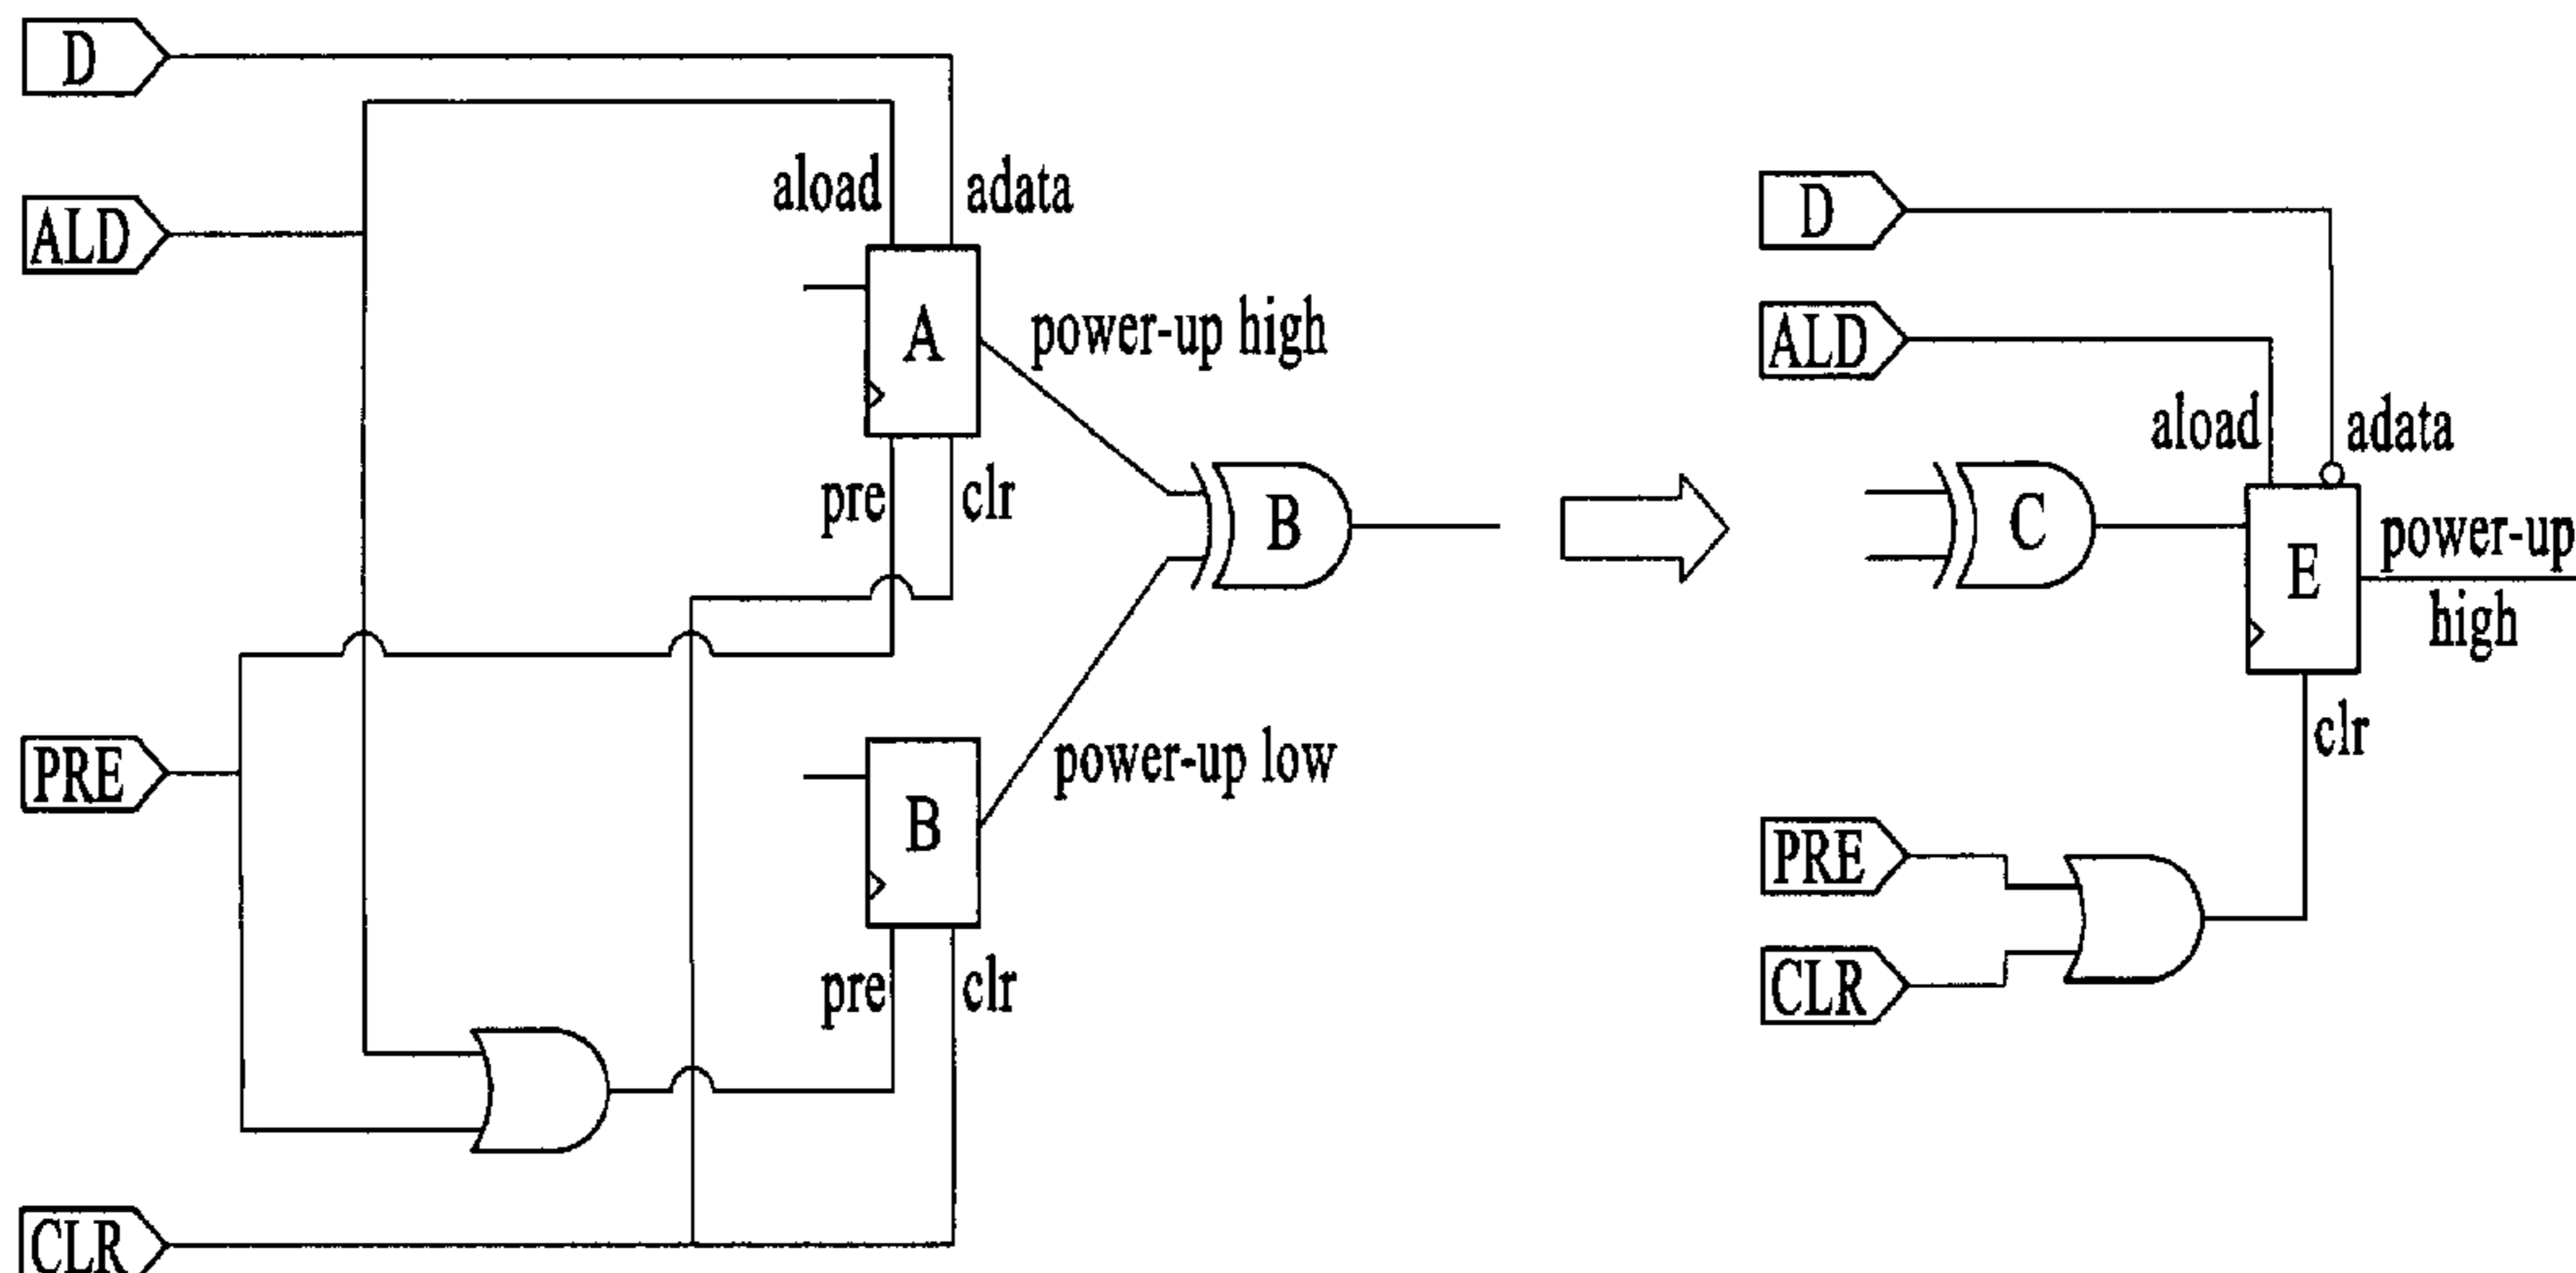 D
ALD
aload
adata
A
power-up high
pre
clr
B
PRE
B
power-up low
pre
clr
CLR
D
ALD
aload
adata
C
E
power-up
high
clr
PRE
CLR